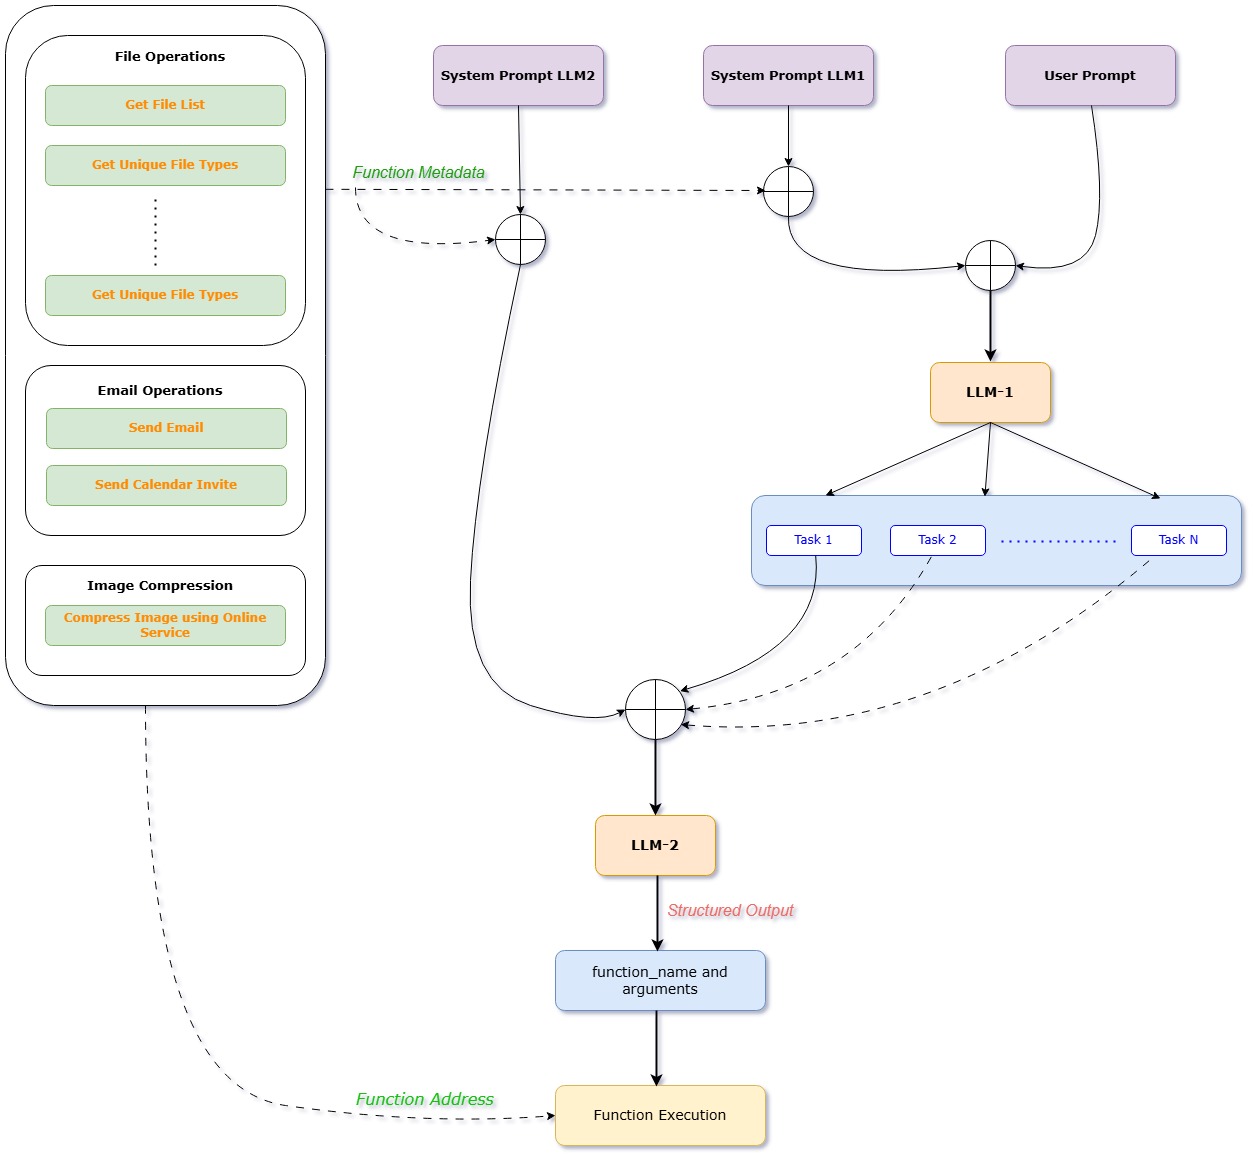 File Operations
Get File List
Get Unique File Types
Get Unique File Types
Email Operations
Send Email
Send Calendar Invite
Image Compression
Compress Image using Online
Service
System Prompt LLM2
System Prompt LLM1
User Prompt
Function Metadata
LLM-1
Task 1
Task 2
Task N
LLM-2
Structured Output
function_name and
arguments
Function Address
Function Execution